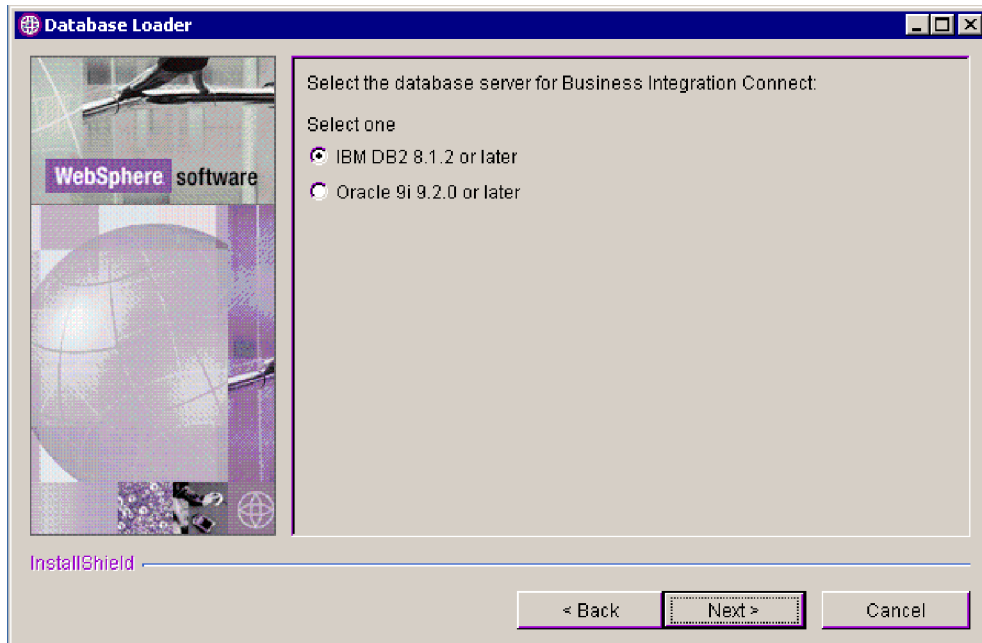 Database Loader
WebSphere software
Select the database server for Business Integration Connect:
Select one
IBM DB2 8.1.2 or later
Oracle 9i 9.2.0 or later
InstallShield
< Back
Next >
Cancel